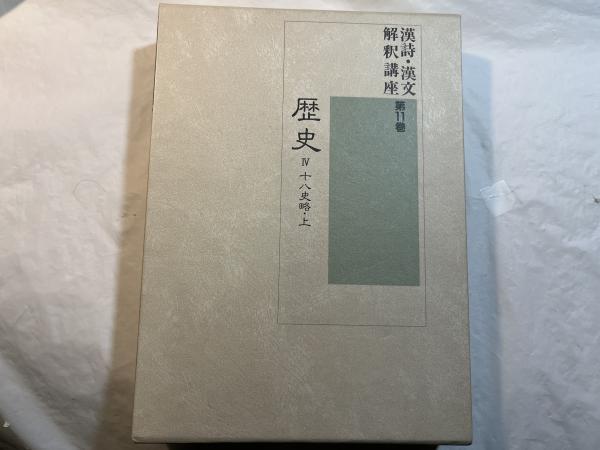 漢詩・漢文
解釈講座
第11巻
歴史
Ⅳ 十八史略・上